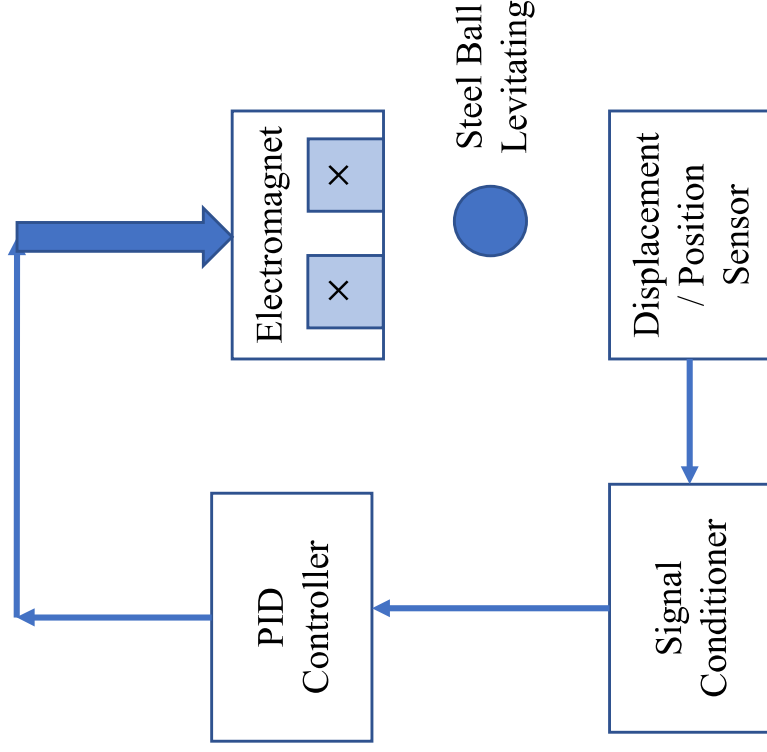 Electromagnet
×
×
Steel Ball
Levitating
Displacement
/ Position
Sensor
PID
Controller
Signal
Conditioner